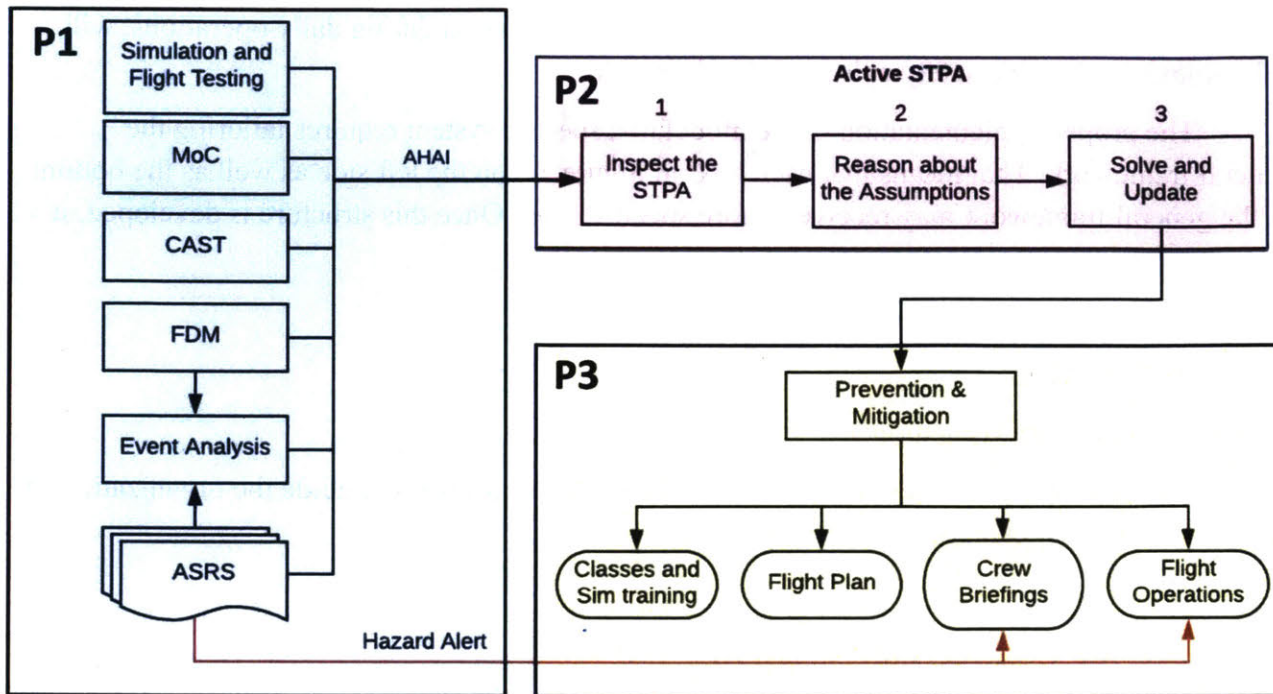 P1
Simulation and
Flight Testing
MoC
CAST
FDM
Event Analysis
ASRS
AHAI
Hazard Alert
P2
Active STPA
1
2
3
Inspect the
STPA
Reason about
the Assumptions
Solve and
Update
P3
Prevention &
Mitigation
Classes and
Sim training
Flight Plan
Crew
Briefings
Flight
Operations